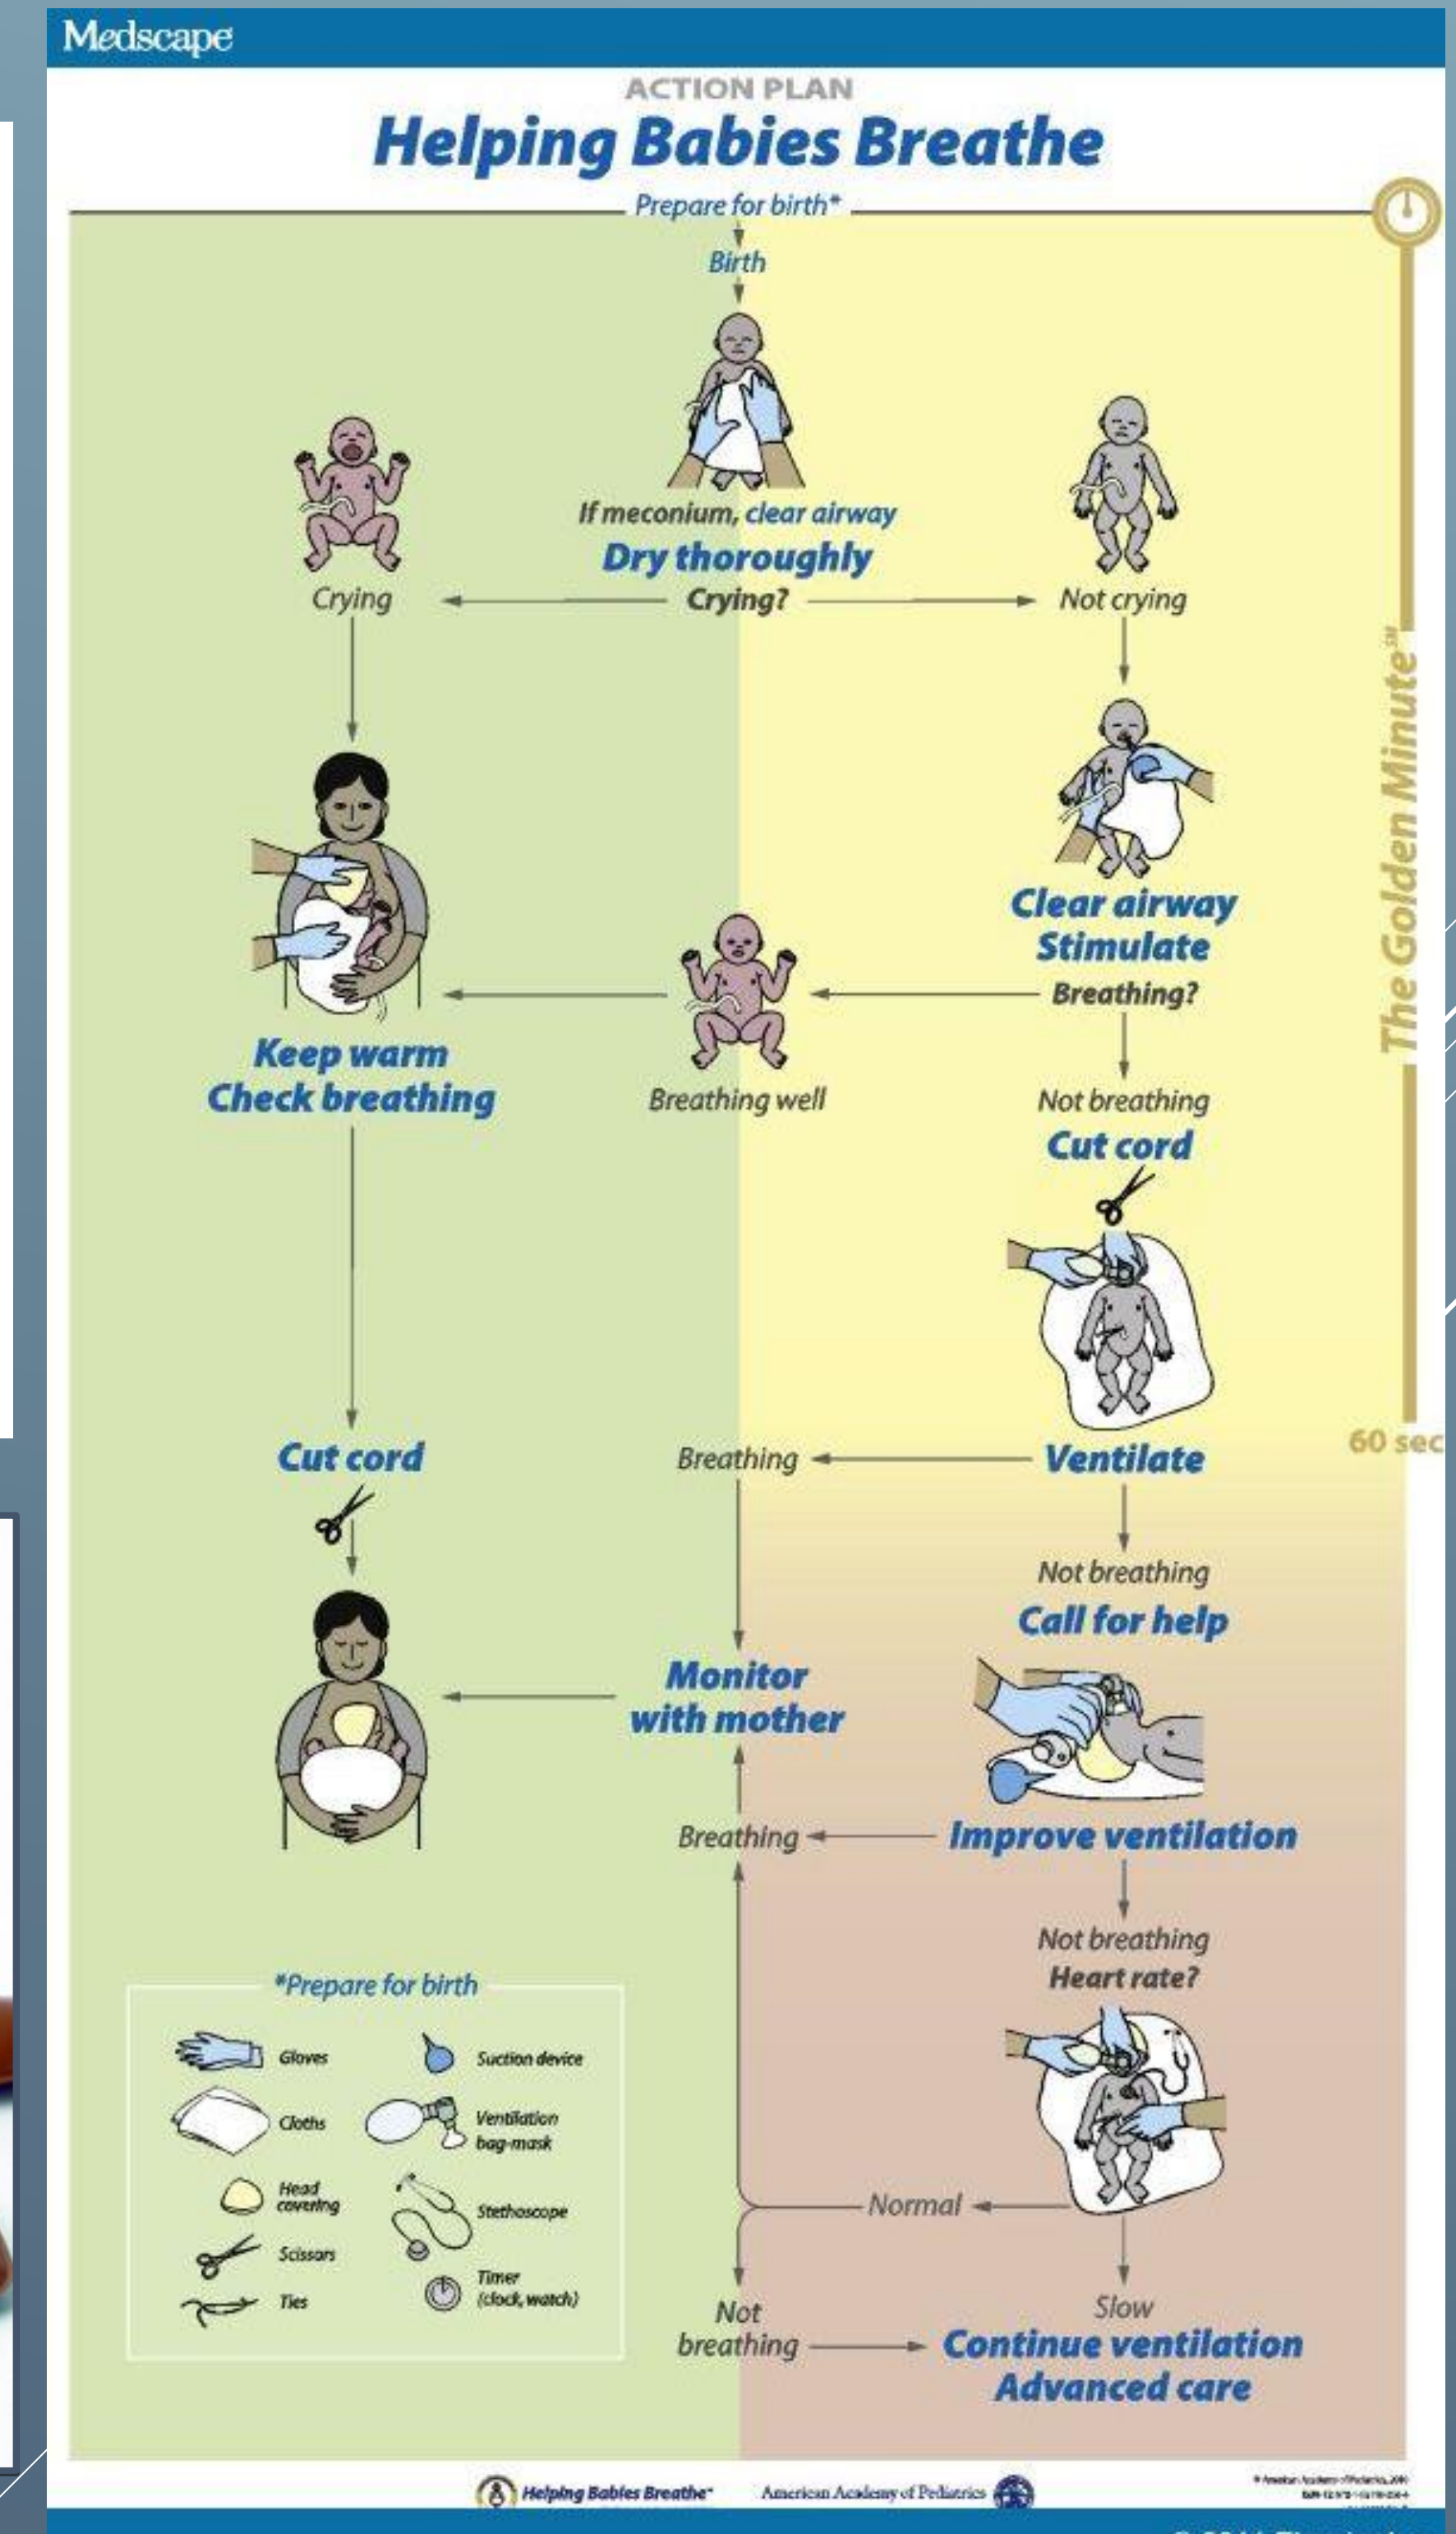 Medscape
ACTION PLAN
Helping Babies Breathe
Prepare for birth*
Birth
If meconium, clear airway
Dry thoroughly
Crying
Crying?
Not crying
The Golden Minute℠
Clear airway
Stimulate
Breathing?
Keep warm
Check breathing
Breathing well
Not breathing
Cut cord
60 sec
Cut cord
Breathing
Ventilate
Not breathing
Call for help
Monitor
with mother
Breathing
Improve ventilation
Not breathing
Heart rate?
*Prepare for birth
Gloves
Suction device
Cloths
Ventilation
bag-mask
Head
covering
Stethoscope
Scissors
Ties
Timer
(clock, watch)
Normal
Not
breathing
Slow
Continue ventilation
Advanced care
Helping Babies Breathe
American Academy of Pediatrics